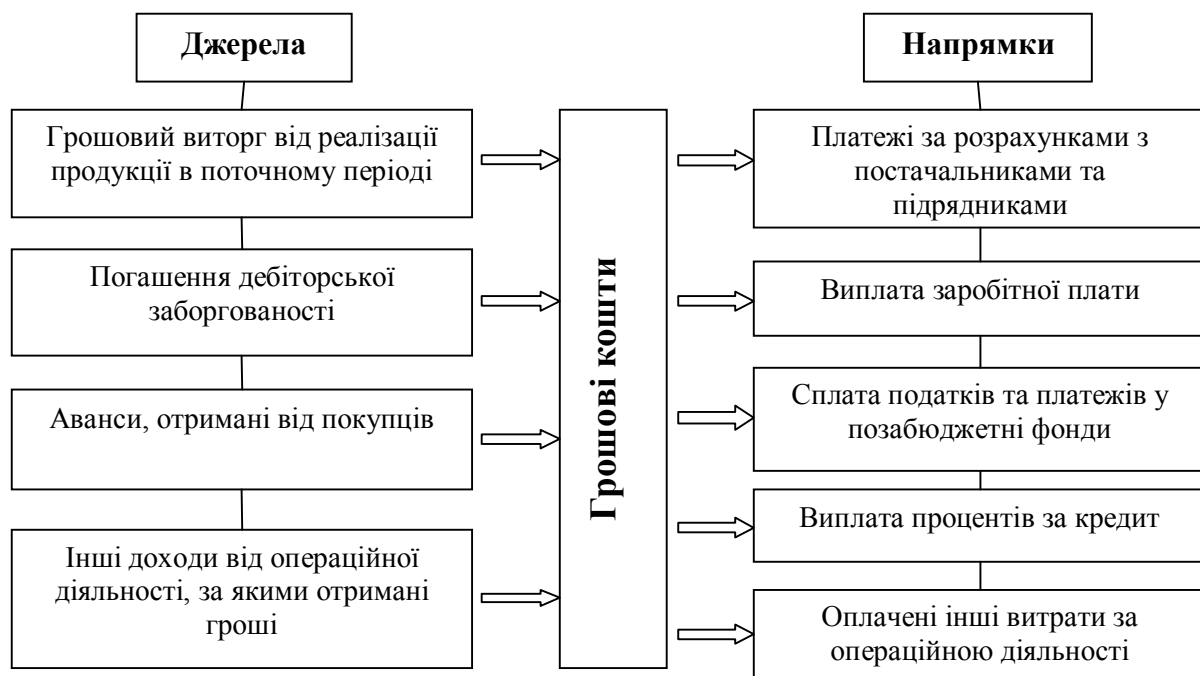 Джерела
Грошовий виторг від реалізації
продукції в поточному періоді
Погашення дебіторської
заборгованості
Аванси, отримані від покупців
Інші доходи від операційної
діяльності, за якими отримані
гроші
Грошові кошти
Напрямки
Платежі за розрахунками з
постачальниками та
підрядниками
Виплата заробітної плати
Сплата податків та платежів у
позабюджетні фонди
Виплата процентів за кредит
Оплачені інші витрати за
операційною діяльності